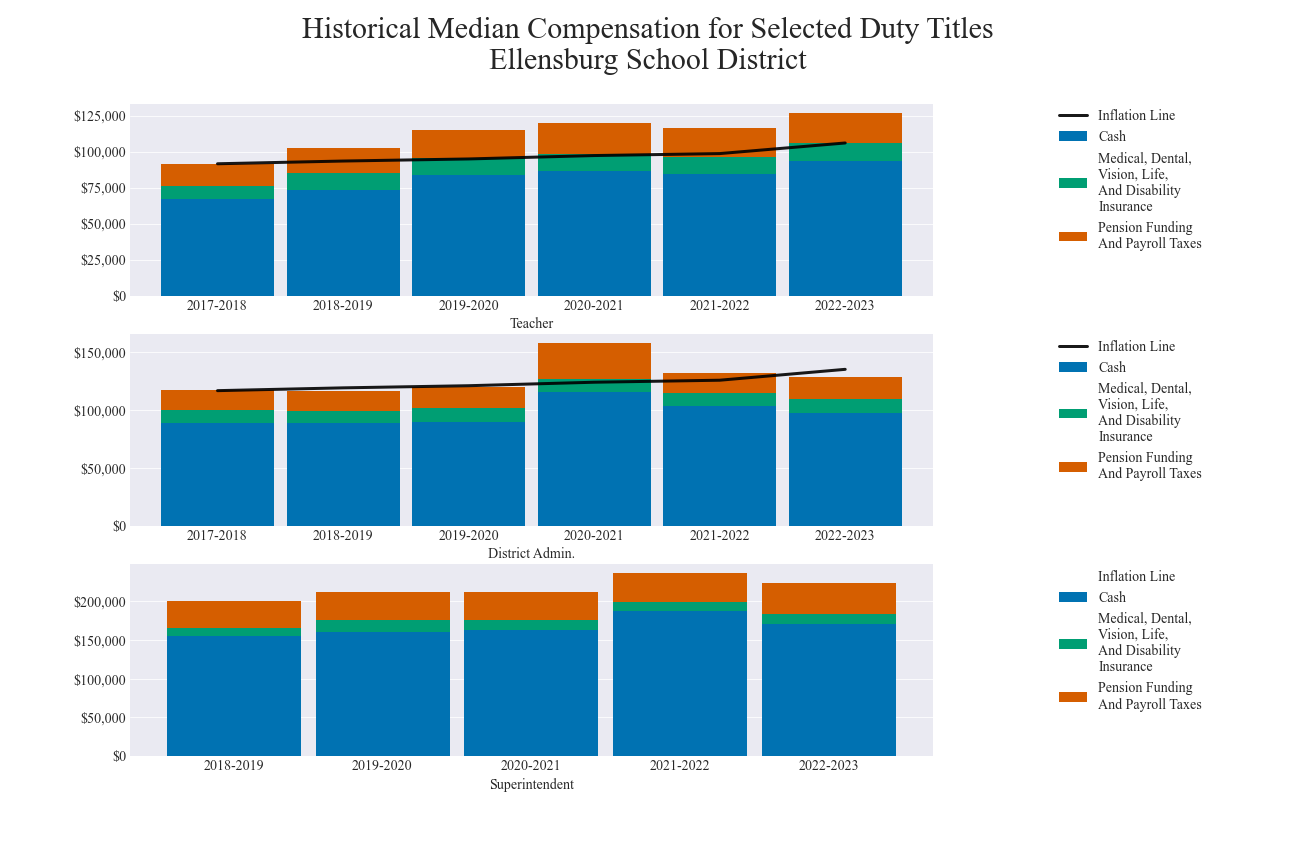 Historical Median Compensation for Selected Duty Titles
Ellensburg School District
$125,000
$100,000
$75,000
$50,000
$25,000
$0
2017-2018
2018-2019
2019-2020
2020-2021
2021-2022
2022-2023
Teacher
Inflation Line
Cash
Medical, Dental,
Vision, Life,
And Disability
Insurance
Pension Funding
And Payroll Taxes
$150,000
$100,000
$50,000
$0
2017-2018
2018-2019
2019-2020
2020-2021
2021-2022
2022-2023
District Admin.
Inflation Line
Cash
Medical, Dental,
Vision, Life,
And Disability
Insurance
Pension Funding
And Payroll Taxes
$200,000
$150,000
$100,000
$50,000
$0
2018-2019
2019-2020
2020-2021
2021-2022
2022-2023
Superintendent
Inflation Line
Cash
Medical, Dental,
Vision, Life,
And Disability
Insurance
Pension Funding
And Payroll Taxes